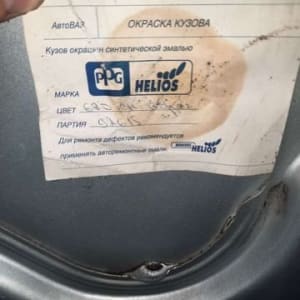 АвтоВАЗ ОКРАСКА КУЗОВА
Кузов окрашен синтетической эмалью
PPG HELIOS
МАРКА
ЦВЕТ
ПАРТИЯ
Для ремонта дефектов рекомендуется
применять авторемонтные эмали HELIOS